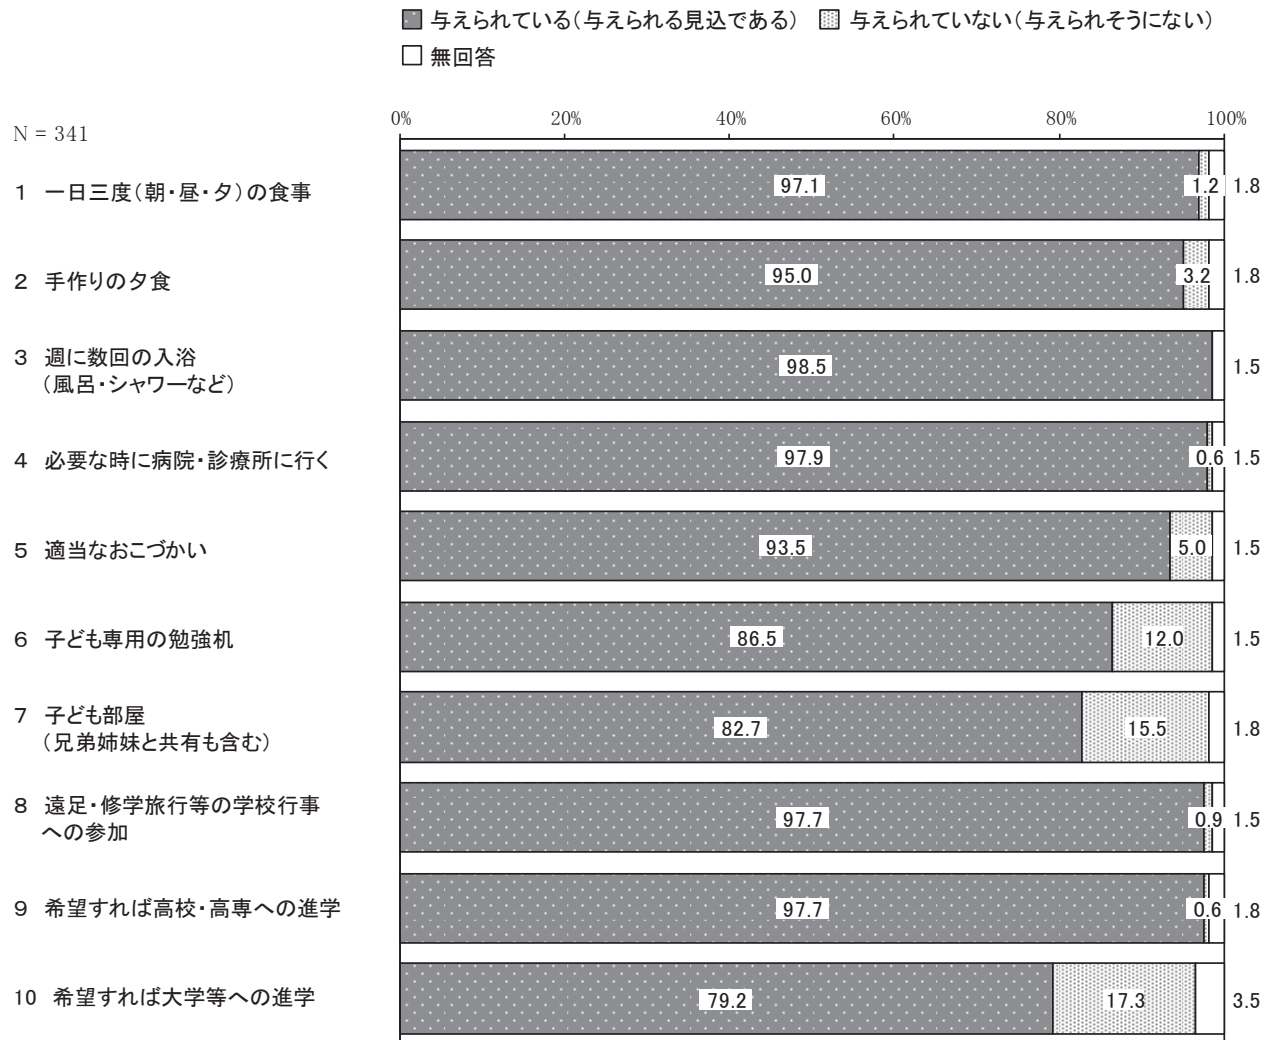 与えられている(与えられる見込である) 与えられていない(与えられそうにない)
無回答
N = 341
0% 20% 40% 60% 80% 100%
1 一日三度(朝・昼・夕)の食事 97.1 1.2 1.8
2 手作りの夕食 95.0 3.2 1.8
3 週に数回の入浴
(風呂・シャワーなど) 98.5 1.5
4 必要な時に病院・診療所に行く 97.9 0.6 1.5
5 適当なおこづかい 93.5 5.0 1.5
6 子ども専用の勉強机 86.5 12.0 1.5
7 子ども部屋
(兄弟姉妹と共有も含む) 82.7 15.5 1.8
8 遠足・修学旅行等の学校行事
への参加 97.7 0.9 1.5
9 希望すれば高校・高専への進学 97.7 0.6 1.8
10 希望すれば大学等への進学 79.2 17.3 3.5